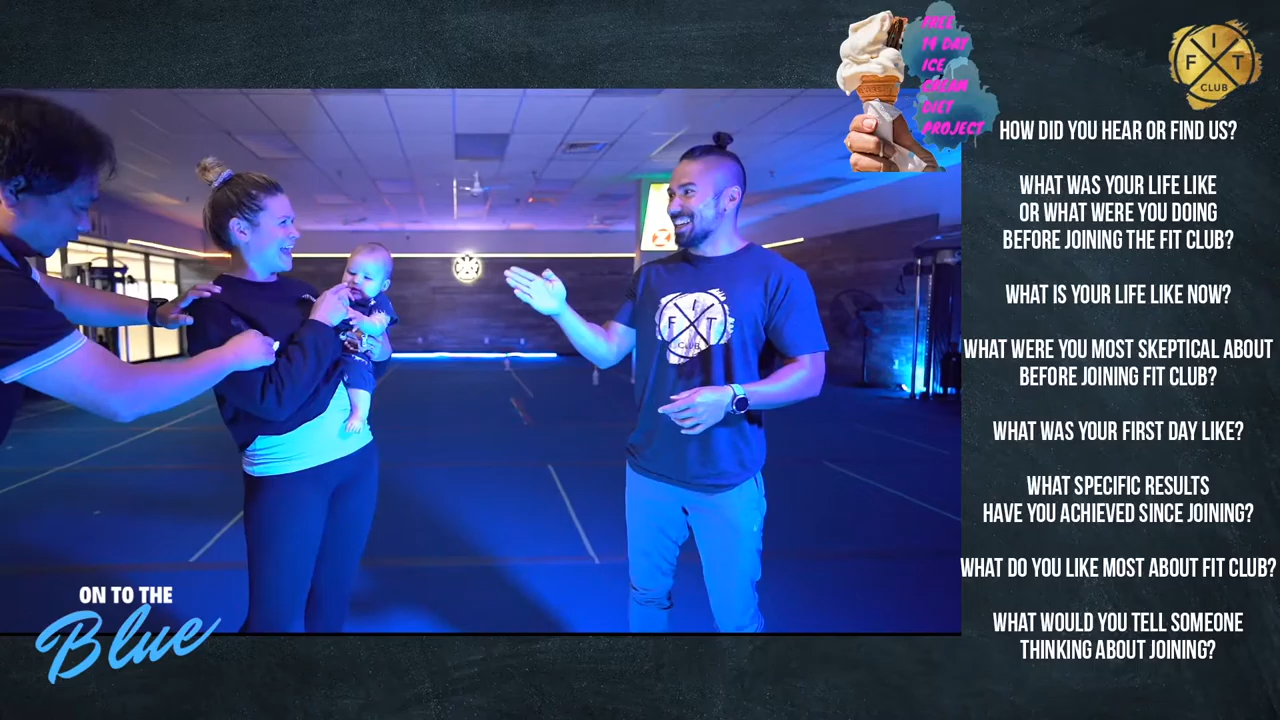 FREE
14 DAY
ICE
CREAM
DIET
PROJECT
FIT
CLUB
HOW DID YOU HEAR OR FIND US?
WHAT WAS YOUR LIFE LIKE
OR WHAT WERE YOU DOING
BEFORE JOINING THE FIT CLUB?
WHAT IS YOUR LIFE LIKE NOW?
WHAT WERE YOU MOST SKEPTICAL ABOUT
BEFORE JOINING FIT CLUB?
WHAT WAS YOUR FIRST DAY LIKE?
WHAT SPECIFIC RESULTS
HAVE YOU ACHIEVED SINCE JOINING?
WHAT DO YOU LIKE MOST ABOUT FIT CLUB?
WHAT WOULD YOU TELL SOMEONE
THINKING ABOUT JOINING?
FIT
CLUB
ON TO THE
Blue